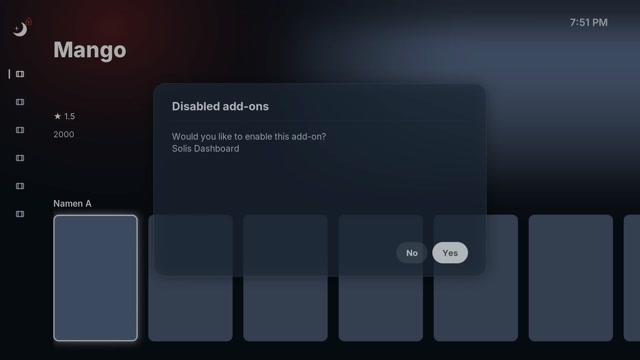 7:51 PM
Mango
★ 1.5
2000
Disabled add-ons
Would you like to enable this add-on?
Solis Dashboard
No
Yes
Namen A